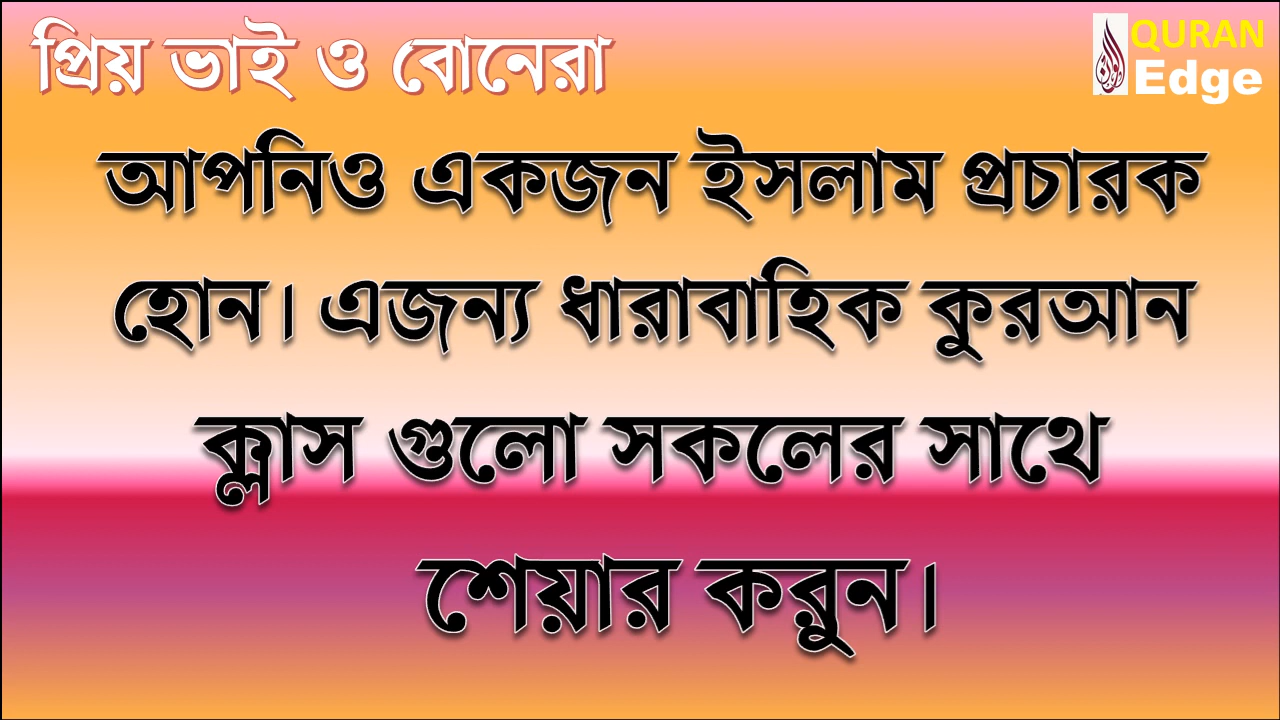 প্রিয় ভাই ও বোনেরা
QURAN
Edge
আপনিও একজন ইসলাম প্রচারক
হোন। এজন্য ধারাবাহিক কুরআন
ক্লাস গুলো সকলের সাথে
শেয়ার করুন।